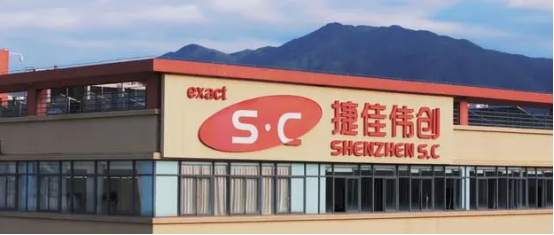 exact
S·C
捷佳伟创
SHENZHEN S.C